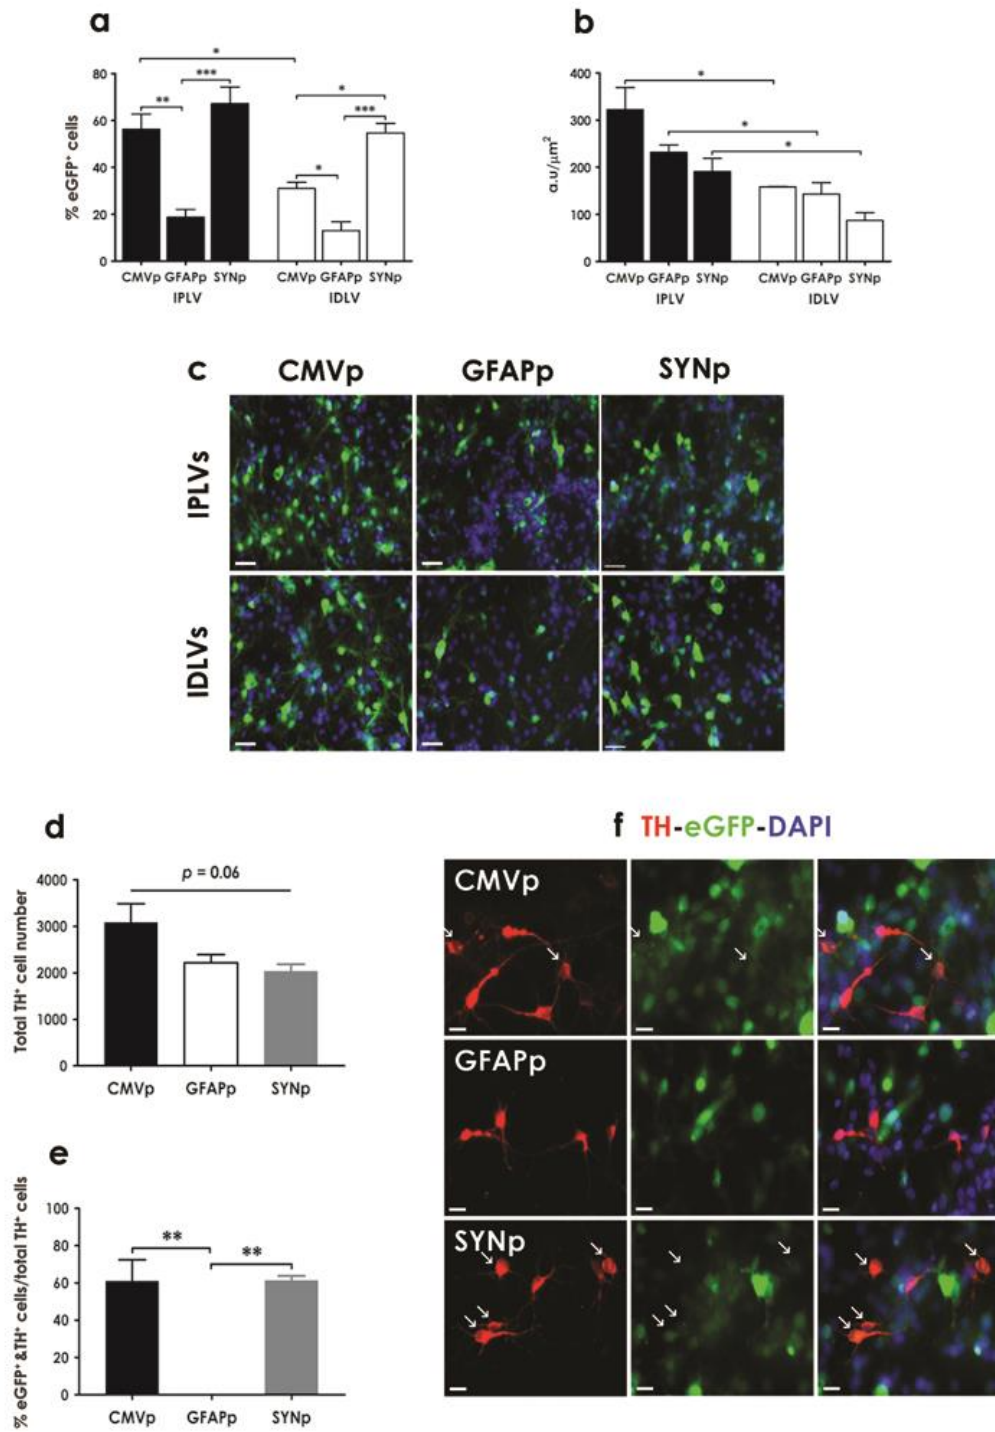 a
b
*
***
**
*
***
*
% eGFP⁺ cells
80
60
40
20
0
CMVp GFAPp SYNp
CMVp GFAPp SYNp
IPLV
IDLV
*
*
*
a.u/µm²
400
300
200
100
0
CMVp GFAPp SYNp
CMVp GFAPp SYNp
IPLV
IDLV
c
CMVp
GFAPp
SYNp
IPLVs
IDLVs
d
p = 0.06
Total TH⁺ cell number
4000
3000
2000
1000
0
CMVp
GFAPp
SYNp
e
**
**
% eGFP⁺ &TH⁺ cells/total TH⁺ cells
100
80
60
40
20
0
CMVp
GFAPp
SYNp
f TH-eGFP-DAPI
CMVp
GFAPp
SYNp